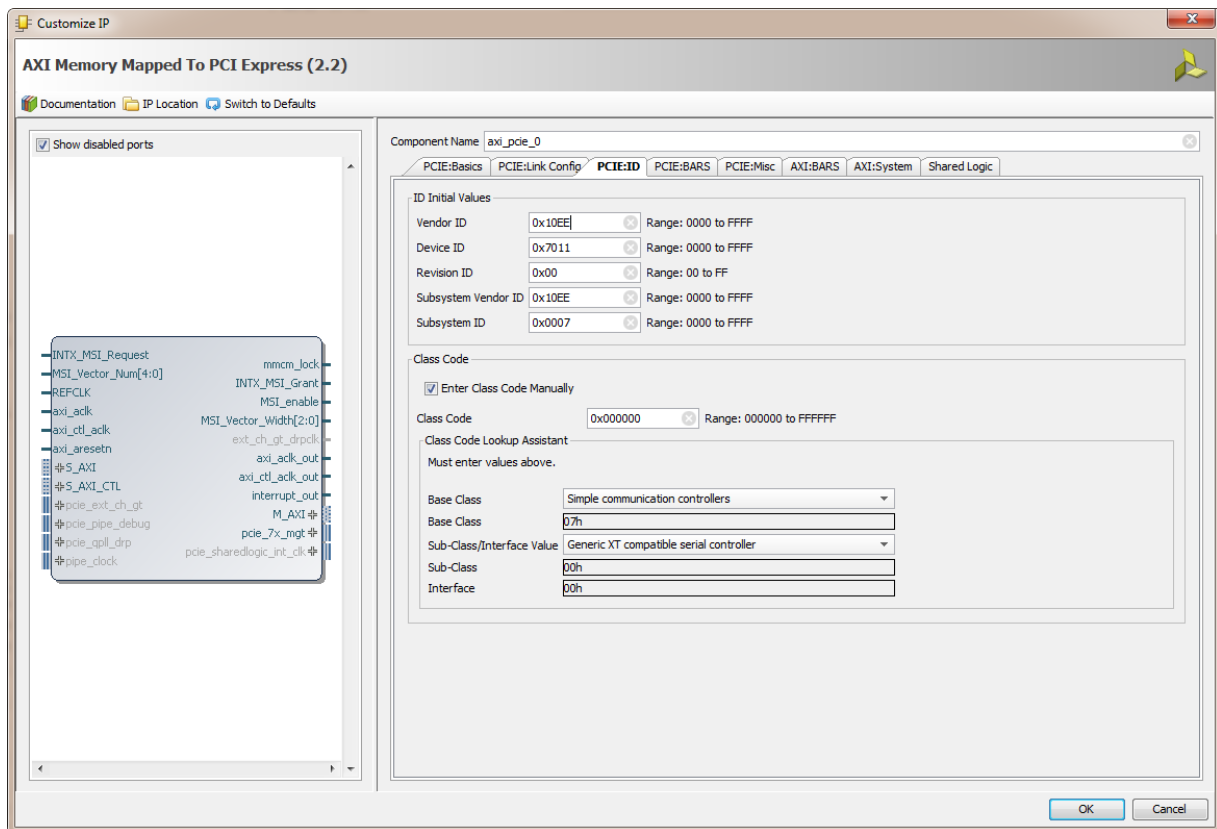 Customize IP
AXI Memory Mapped To PCI Express (2.2)
Documentation IP Location Switch to Defaults
Show disabled ports
INTX_MSI_Request
MSI_Vector_Num[4:0]
REFCLK
axi_aclk
axi_ctl_aclk
axi_aresetn
S_AXI
S_AXI_CTL
pcie_ext_ch_gt
pcie_pipe_debug
pcie_qpll_drp
pipe_clock
mmcm_lock
INTX_MSI_Grant
MSI_enable
MSI_Vector_Width[2:0]
ext_ch_gt_drpclk
axi_aclk_out
axi_ctl_aclk_out
interrupt_out
M_AXI
pcie_7x_mgt
pcie_sharedlogic_int_clk
Component Name axi_pcie_0
PCIE:Basics PCIE:Link Config PCIE:ID PCIE:BARS PCIE:Misc AXI:BARS AXI:System Shared Logic
ID Initial Values
Vendor ID 0x10EE Range: 0000 to FFFF
Device ID 0x7011 Range: 0000 to FFFF
Revision ID 0x00 Range: 00 to FF
Subsystem Vendor ID 0x10EE Range: 0000 to FFFF
Subsystem ID 0x0007 Range: 0000 to FFFF
Class Code
Enter Class Code Manually
Class Code 0x000000 Range: 000000 to FFFFFF
Class Code Lookup Assistant
Must enter values above.
Base Class Simple communication controllers
Base Class 07h
Sub-Class/Interface Value Generic XT compatible serial controller
Sub-Class 00h
Interface 00h
OK Cancel